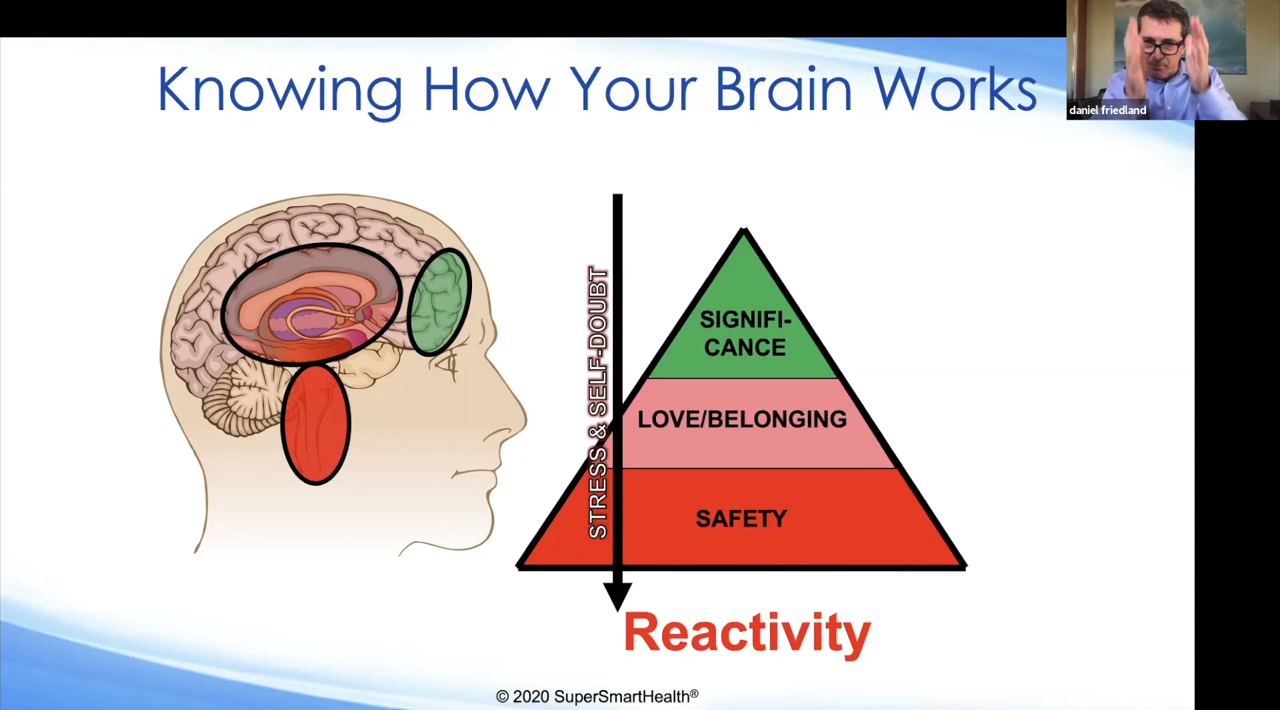 Knowing How Your Brain Works
daniel friedland
STRESS & SELF-DOUBT
SIGNIFI-
CANCE
LOVE/BELONGING
SAFETY
Reactivity
© 2020 SuperSmartHealth®